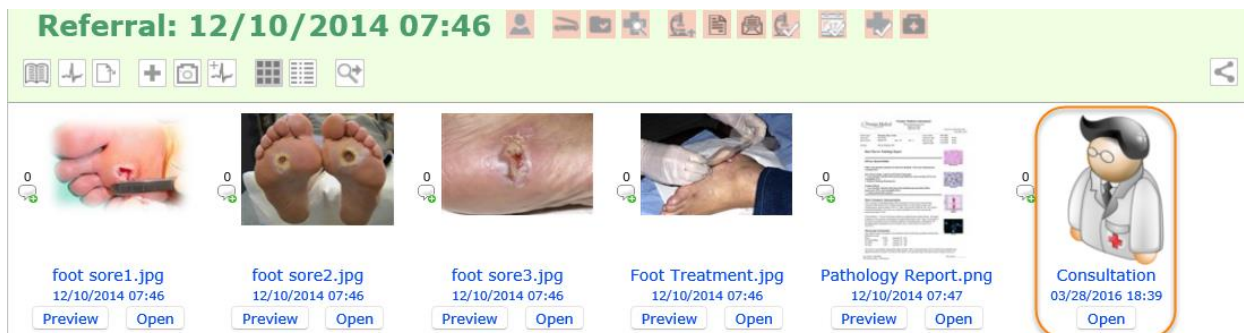 Referral: 12/10/2014 07:46
0
0
0
0
0
0
foot sore1.jpg
foot sore2.jpg
foot sore3.jpg
Foot Treatment.jpg
Pathology Report.png
Consultation
12/10/2014 07:46
12/10/2014 07:46
12/10/2014 07:46
12/10/2014 07:46
12/10/2014 07:47
03/28/2016 18:39
Preview Open
Preview Open
Preview Open
Preview Open
Preview Open
Open